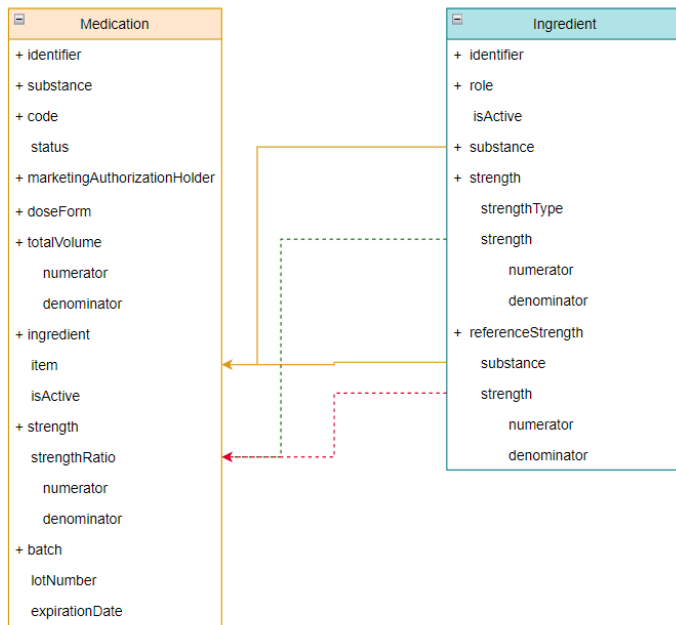 Medication
+ identifier
+ substance
+ code
status
+ marketingAuthorizationHolder
+ doseForm
+ totalVolume
numerator
denominator
+ ingredient
item
isActive
+ strength
strengthRatio
numerator
denominator
+ batch
lotNumber
expirationDate
Ingredient
+ identifier
+ role
isActive
+ substance
+ strength
strengthType
strength
numerator
denominator
+ referenceStrength
substance
strength
numerator
denominator